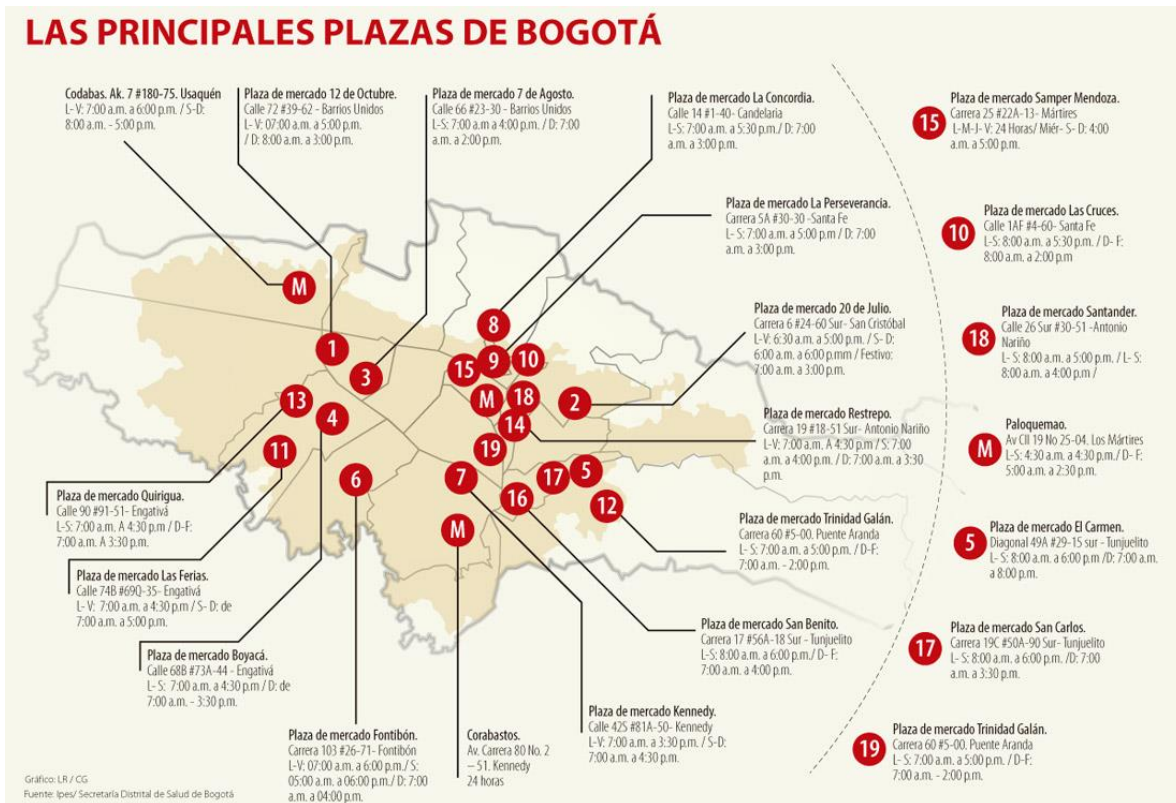 LAS PRINCIPALES PLAZAS DE BOGOTÁ
Codabas. Ak. 7 #180-75. Usaquén
L- V: 7:00 a.m. a 6:00 p.m. / S-D:
8:00 a.m. - 5:00 p.m.
Plaza de mercado 12 de Octubre.
Calle 72 #39-62 - Barrios Unidos
L- V: 07:00 a.m. a 5:00 p.m.
/ D: 8:00 a.m. a 3:00 p.m.
Plaza de mercado 7 de Agosto.
Calle 66 #23-30 - Barrios Unidos
L-S: 7:00 a.m a 4:00 p.m./ D: 7:00
a.m. a 2:00 p.m.
Plaza de mercado La Concordia.
Calle 14 #1-40- Candelaria
L-S: 7:00 a.m. a 5:30 p.m./ D: 7:00
a.m. a 3:00 p.m.
Plaza de mercado La Perseverancia.
Carrera 5A #30-30 -Santa Fe
L- S: 7:00 a.m. a 5:00 p.m / D: 7:00
a.m. a 3:00 p.m.
Plaza de mercado 20 de Julio.
Carrera 6 #24-60 Sur- San Cristóbal
L-V: 6:30 a.m. a 5:00 p.m. / S- D:
6:00 a.m. a 6:00 p.mm / Festivo:
7:00 a.m. a 3:00 p.m.
Plaza de mercado Restrepo.
Carrera 19 #18-51 Sur- Antonio Nariño
L-V: 7:00 a.m. A 4:30 p.m / S: 7:00
a.m. a 4:00 p.m. / D: 7:00 a.m. a 3:30
p.m.
Plaza de mercado Trinidad Galán.
Carrera 60 #5-00. Puente Aranda
L- S: 7:00 a.m. a 5:00 p.m. / D-F:
7:00 a.m. - 2:00 p.m.
Plaza de mercado San Benito.
Carrera 17 #56A-18 Sur - Tunjuelito
L-S: 8:00 a.m. a 6:00 p.m./ D- F:
7:00 a.m. a 4:00 p.m.
Plaza de mercado Kennedy.
Calle 42S #81A-50- Kennedy
L-V: 7:00 a.m. a 3:30 p.m. / S-D:
7:00 a.m. a 4:30 p.m.
Corabastos.
Av. Carrera 80 No. 2
– 51. Kennedy
24 horas
Plaza de mercado Fontibón.
Carrera 103 #26-71- Fontibón
L-V: 07:00 a.m. a 6:00 p.m./ S:
05:00 a.m. a 06:00 p.m./ D: 7:00
a.m. a 04:00 p.m.
Plaza de mercado Boyacá.
Calle 68B #73A-44 - Engativá
L- S: 7:00 a.m. a 4:30 p.m / D: de
7:00 a.m. - 3:30 p.m.
Plaza de mercado Las Ferias.
Calle 74B #69Q-35- Engativá
L- V: 7:00 a.m. a 4:30 p.m / S- D: de
7:00 a.m. a 5:00 p.m.
Plaza de mercado Quirigua.
Calle 90 #91-51- Engativá
L-S: 7:00 a.m. A 4:30 p.m / D-F:
7:00 a.m. A 3:30 p.m.
M
1
3
13
4
11
6
8
9
10
15
M
18
2
14
19
7
5
17
16
12
M
15
Plaza de mercado Samper Mendoza.
Carrera 25 #22A-13- Mártires
L-M-J- V: 24 Horas/ Miér- S- D: 4:00
a.m. a 5:00 p.m.
10
Plaza de mercado Las Cruces.
Calle 1AF #4-60- Santa Fe
L-S: 8:00 a.m. a 5:30 p.m. / D- F:
8:00 a.m. a 2:00 p.m
18
Plaza de mercado Santander.
Calle 26 Sur #30-51 -Antonio
Nariño
L- S: 8:00 a.m. a 5:00 p.m. / L- S:
8:00 a.m. a 4:00 p.m /
M
Paloquemao.
Av Cll 19 No 25-04. Los Mártires
L-S: 4:30 a.m. a 4:30 p.m./ D- F:
5:00 a.m. a 2:30 p.m.
5
Plaza de mercado El Carmen.
Diagonal 49A #29-15 sur - Tunjuelito
L- S: 8:00 a.m. a 6:00 p.m /D: 7:00 a.m.
a 8:00 p.m.
17
Plaza de mercado San Carlos.
Carrera 19C #50A-90 Sur- Tunjuelito
L- S: 8:00 a.m. a 6:00 p.m. /D: 7:00
a.m. a 3:30 p.m.
19
Plaza de mercado Trinidad Galán.
Carrera 60 #5-00. Puente Aranda
L- S: 7:00 a.m. a 5:00 p.m. / D-F:
7:00 a.m. - 2:00 p.m.
Gráfico: LR / CG
Fuente: Ipes/ Secretaría Distrital de Salud de Bogotá